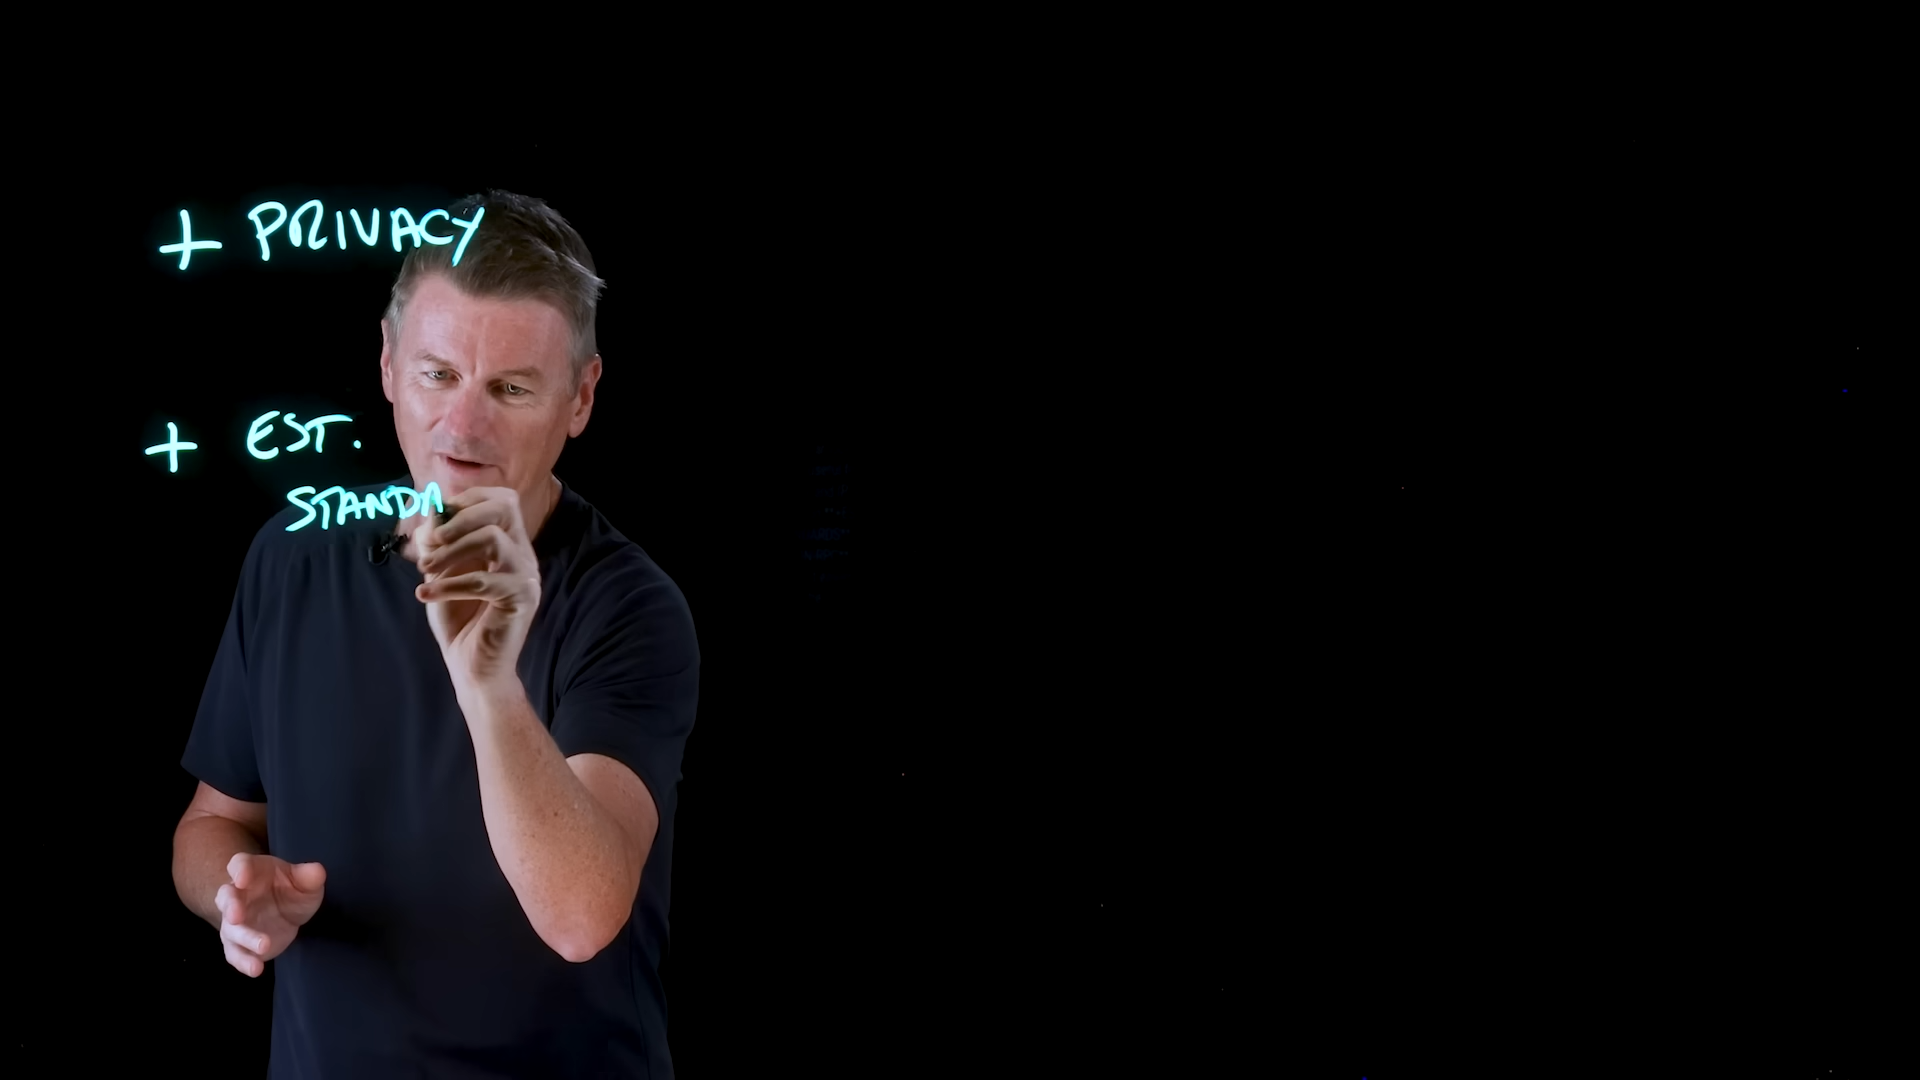 + PRIVACY
+ EST.
STANDA